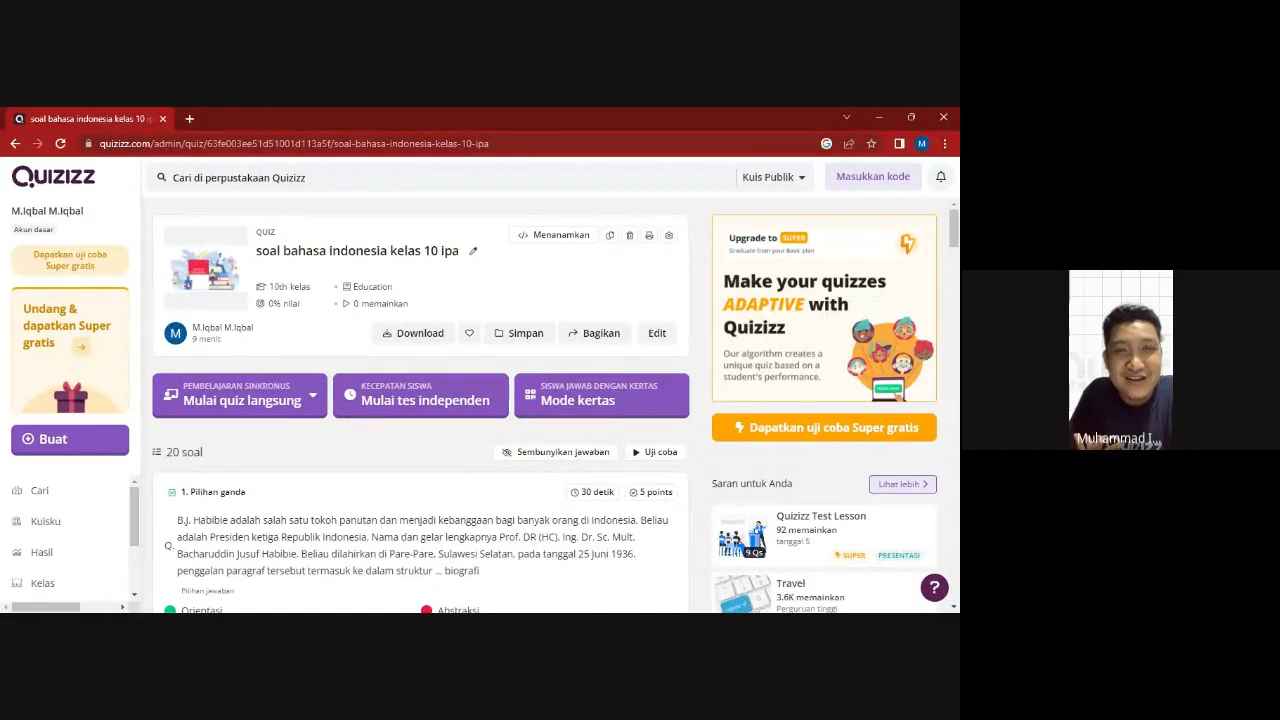 soal bahasa indonesia kelas 10 ip
quizizz.com/admin/quiz/63fe003ee51d51001d113a5f/soal-bahasa-indonesia-kelas-10-ipa
M
QUIZIZZ
Cari di perpustakaan Quizizz
Kuis Publik
Masukkan kode
M.Iqbal M.Iqbal
Akun dasar
Dapatkan uji coba
Super gratis
Undang &
dapatkan Super
gratis
Buat
Cari
Kuisku
Hasil
Kelas
QUIZ
soal bahasa indonesia kelas 10 ipa
Menanamkan
10th kelas
Education
0% nilai
0 memainkan
M
M.Iqbal M.Iqbal
9 menit
Download
Simpan
Bagikan
Edit
PEMBELAJARAN SINKRONUS
Mulai quiz langsung
KECEPATAN SISWA
Mulai tes independen
SISWA JAWAB DENGAN KERTAS
Mode kertas
20 soal
Sembunyikan jawaban
Uji coba
1. Pilihan ganda
30 detik
5 points
Q.
B.J. Habibie adalah salah satu tokoh panutan dan menjadi kebanggaan bagi banyak orang di Indonesia. Beliau
adalah Presiden ketiga Republik Indonesia. Nama dan gelar lengkapnya Prof. DR (HC). Ing. Dr. Sc. Mult.
Bacharuddin Jusuf Habibie. Beliau dilahirkan di Pare-Pare, Sulawesi Selatan, pada tanggal 25 Juni 1936.
penggalan paragraf tersebut termasuk ke dalam struktur ... biografi
Pilihan jawaban
Orientasi
Abstraksi
Upgrade to SUPER
Graduate from your Basic plan
Make your quizzes
ADAPTIVE with
Quizizz
Our algorithm creates a
unique quiz based on a
student's performance.
Dapatkan uji coba Super gratis
Saran untuk Anda
Lihat lebih
Quizizz Test Lesson
92 memainkan
tanggal 5
9 Qs
SUPER
PRESENTASI
Travel
3.6K memainkan
Perguruan tinggi
?
Muhammad I...